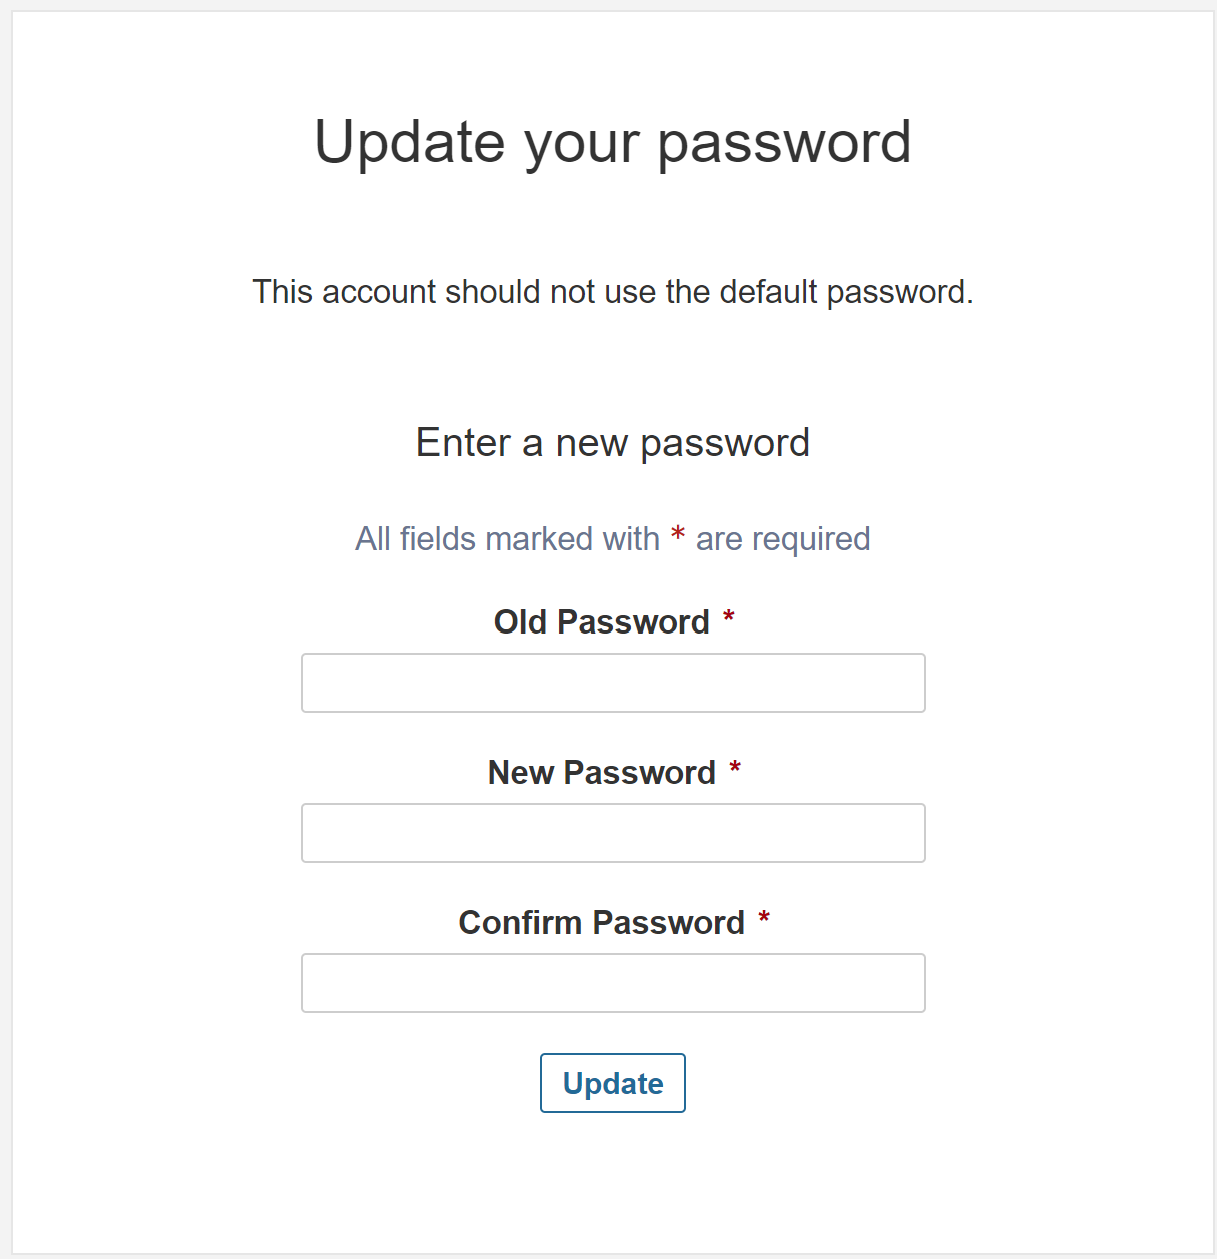 Update your password
This account should not use the default password.
Enter a new password
All fields marked with * are required
Old Password *
New Password *
Confirm Password *
Update